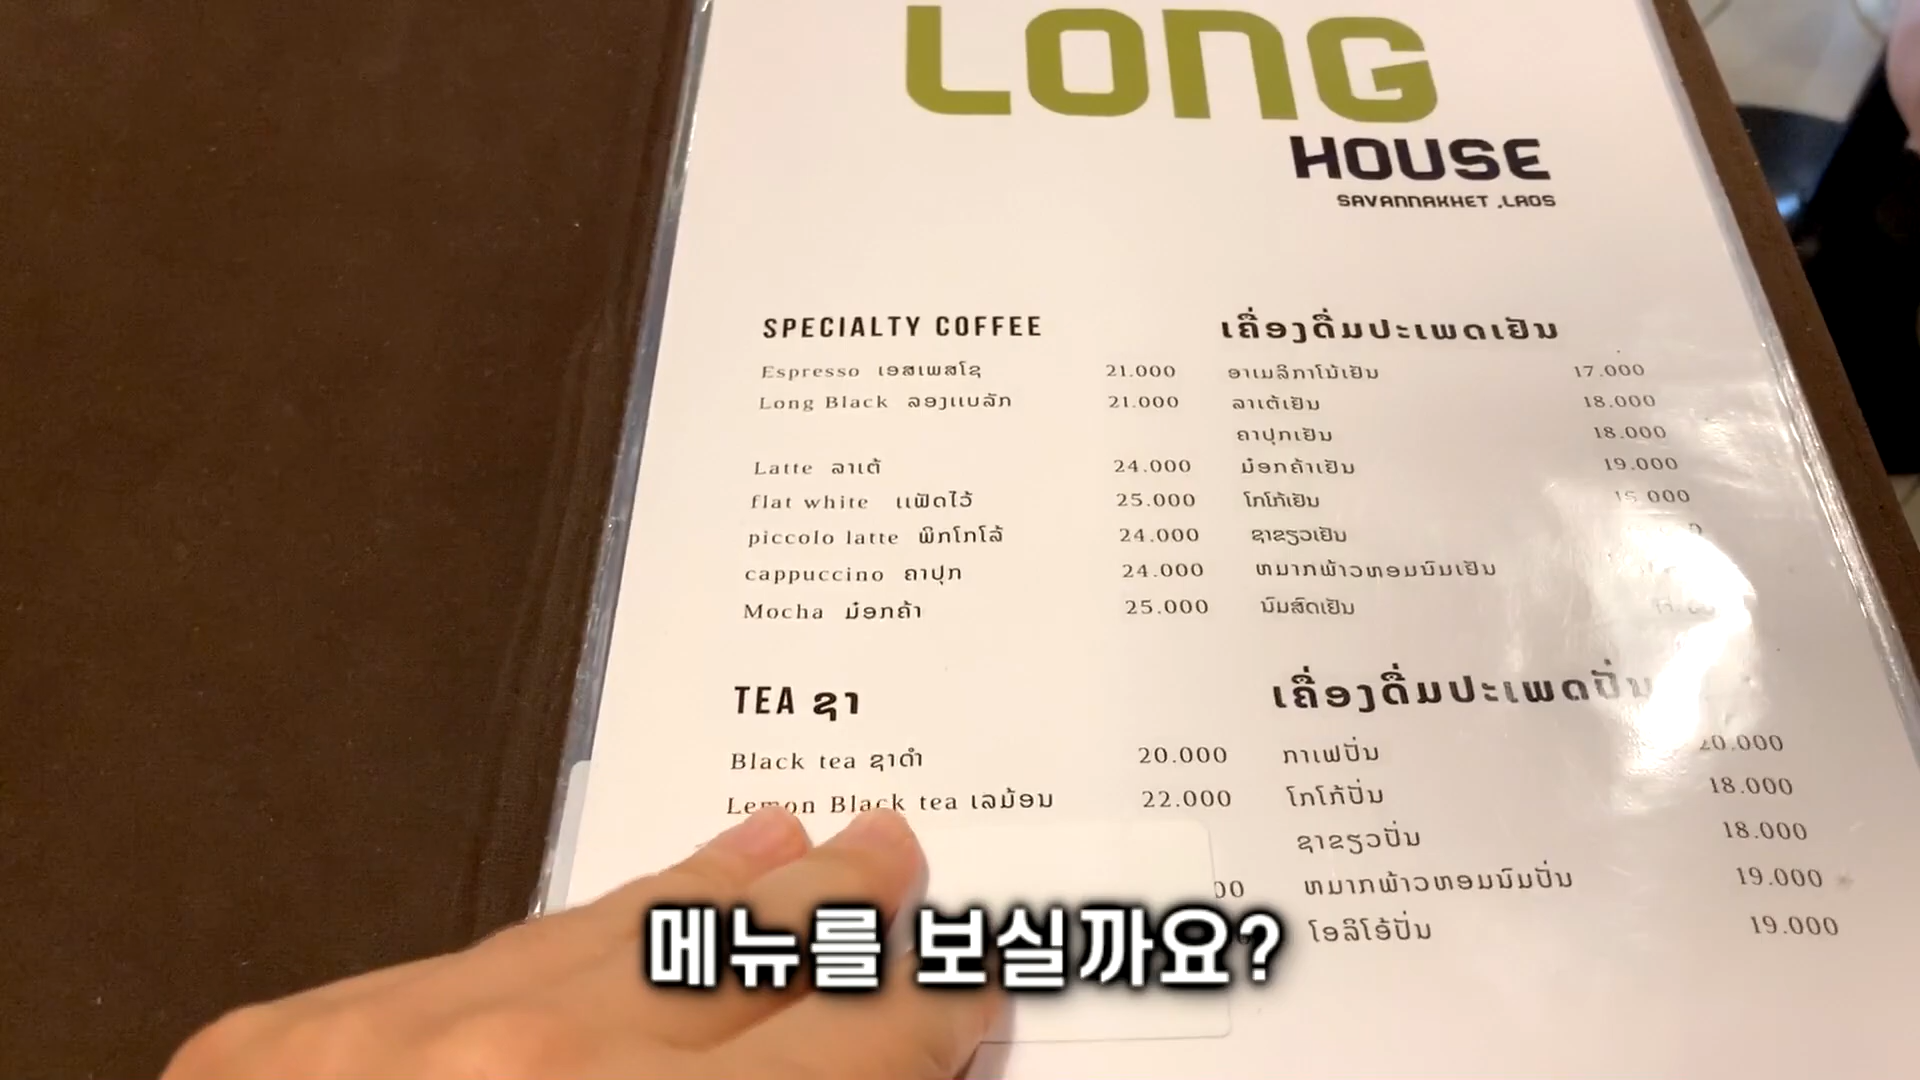 LONG
HOUSE
SAVANNAKHET ,LAOS
SPECIALTY COFFEE
Espresso ເອສເພສໂຊ 21.000
Long Black ລອງແບລັກ 21.000
Latte ລາເຕ້ 24.000
flat white ແຟັດໄວ້ 25.000
piccolo latte ພິກໂກໂລ້ 24.000
cappuccino ຄາປຸກ 24.000
Mocha ມ໋ອກຄ້າ 25.000
TEA ຊາ
Black tea ຊາດຳ 20.000
Lemon Black tea ເລມ້ອນ 22.000
ເຄື່ອງດື່ມປະເພດເຢັນ
ອາເມລິກາໂນ້ເຢັນ 17.000
ລາເຕ້ເຢັນ 18.000
ຄາປຸກເຢັນ 18.000
ມ໋ອກຄ້າເຢັນ 19.000
ໂກໂກ້ເຢັນ 15.000
ຊາຂຽວເຢັນ
ຫມາກພ້າວຫອມນົມເຢັນ
ນົມສົດເຢັນ
ເຄື່ອງດື່ມປະເພດປັ່ນ
ກາເຟປັ່ນ 20.000
ໂກໂກ້ປັ່ນ 18.000
ຊາຂຽວປັ່ນ 18.000
ຫມາກພ້າວຫອມນົມປັ່ນ 19.000
ໂອລິໂອ້ປັ່ນ 19.000
메뉴를 보실까요?